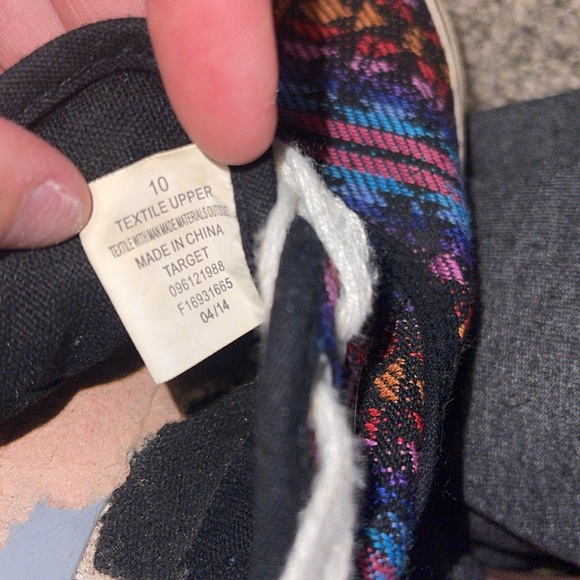 10
TEXTILE UPPER
TEXTILE WITH MAN MADE MATERIALS OUTSOLE
MADE IN CHINA
TARGET
096121988
F16931665
04/14